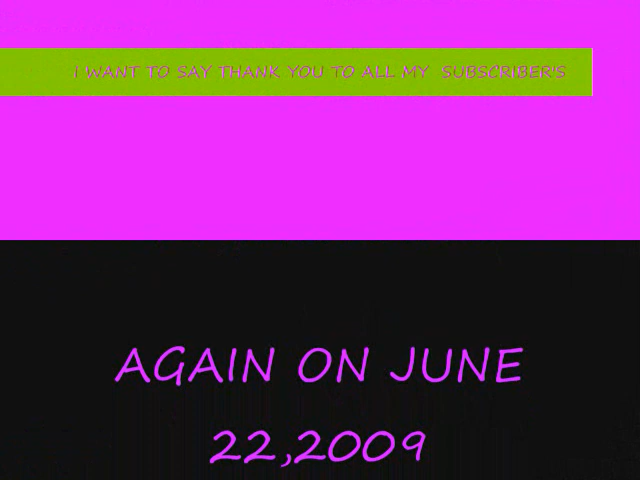 I WANT TO SAY THANK YOU TO ALL MY SUBSCRIBER'S
AGAIN ON JUNE
22,2009